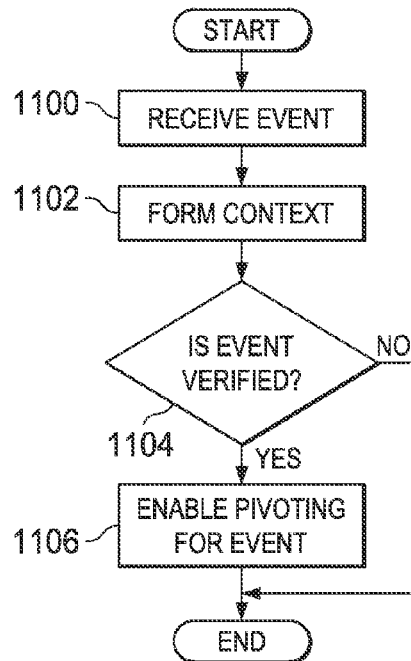 START
1100
RECEIVE EVENT
1102
FORM CONTEXT
IS EVENT
VERIFIED?
NO
1104
YES
1106
ENABLE PIVOTING
FOR EVENT
END